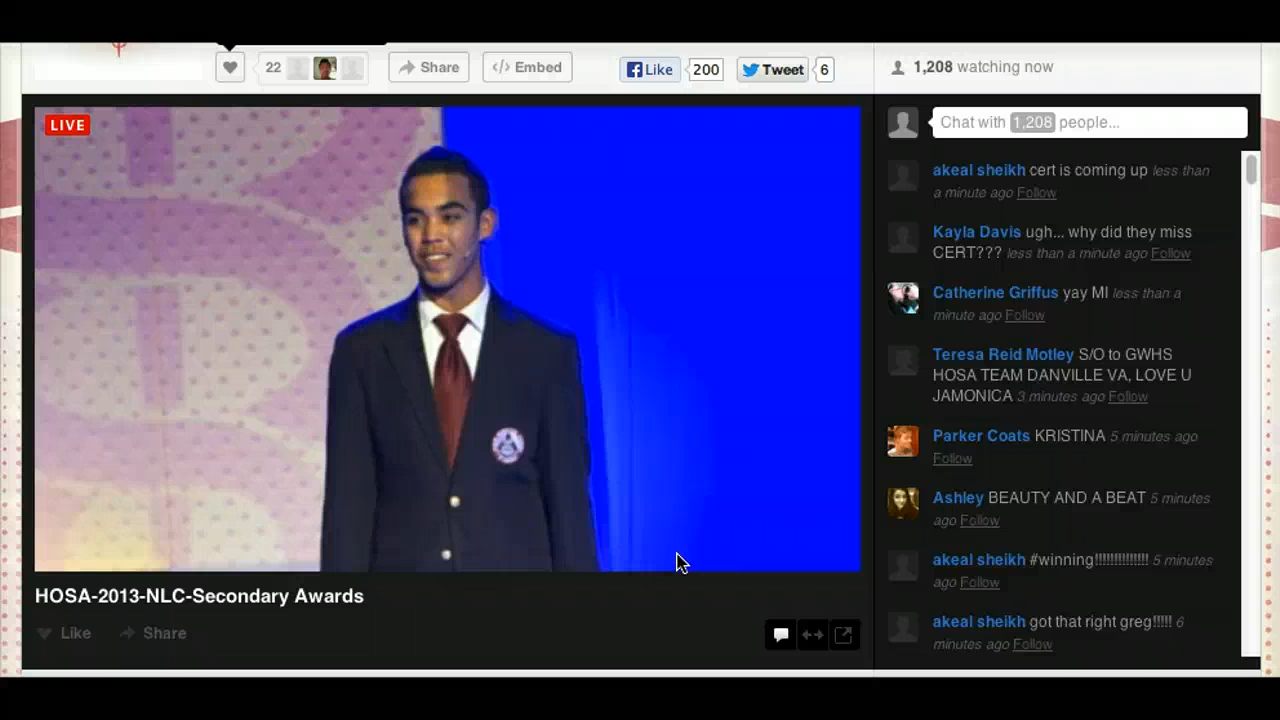 22
Share
</> Embed
Like
200
Tweet
6
1,208 watching now
LIVE
Chat with 1,208 people...
akeal sheikh cert is coming up less than
a minute ago Follow
Kayla Davis ugh... why did they miss
CERT??? less than a minute ago Follow
Catherine Griffus yay MI less than a
minute ago Follow
Teresa Reid Motley S/O to GWHS
HOSA TEAM DANVILLE VA, LOVE U
JAMONICA 3 minutes ago Follow
Parker Coats KRISTINA 5 minutes ago
Follow
Ashley BEAUTY AND A BEAT 5 minutes
ago Follow
akeal sheikh #winning!!!!!!!!!!!!!! 5 minutes
ago Follow
akeal sheikh got that right greg!!!!! 6
minutes ago Follow
HOSA-2013-NLC-Secondary Awards
Like
Share